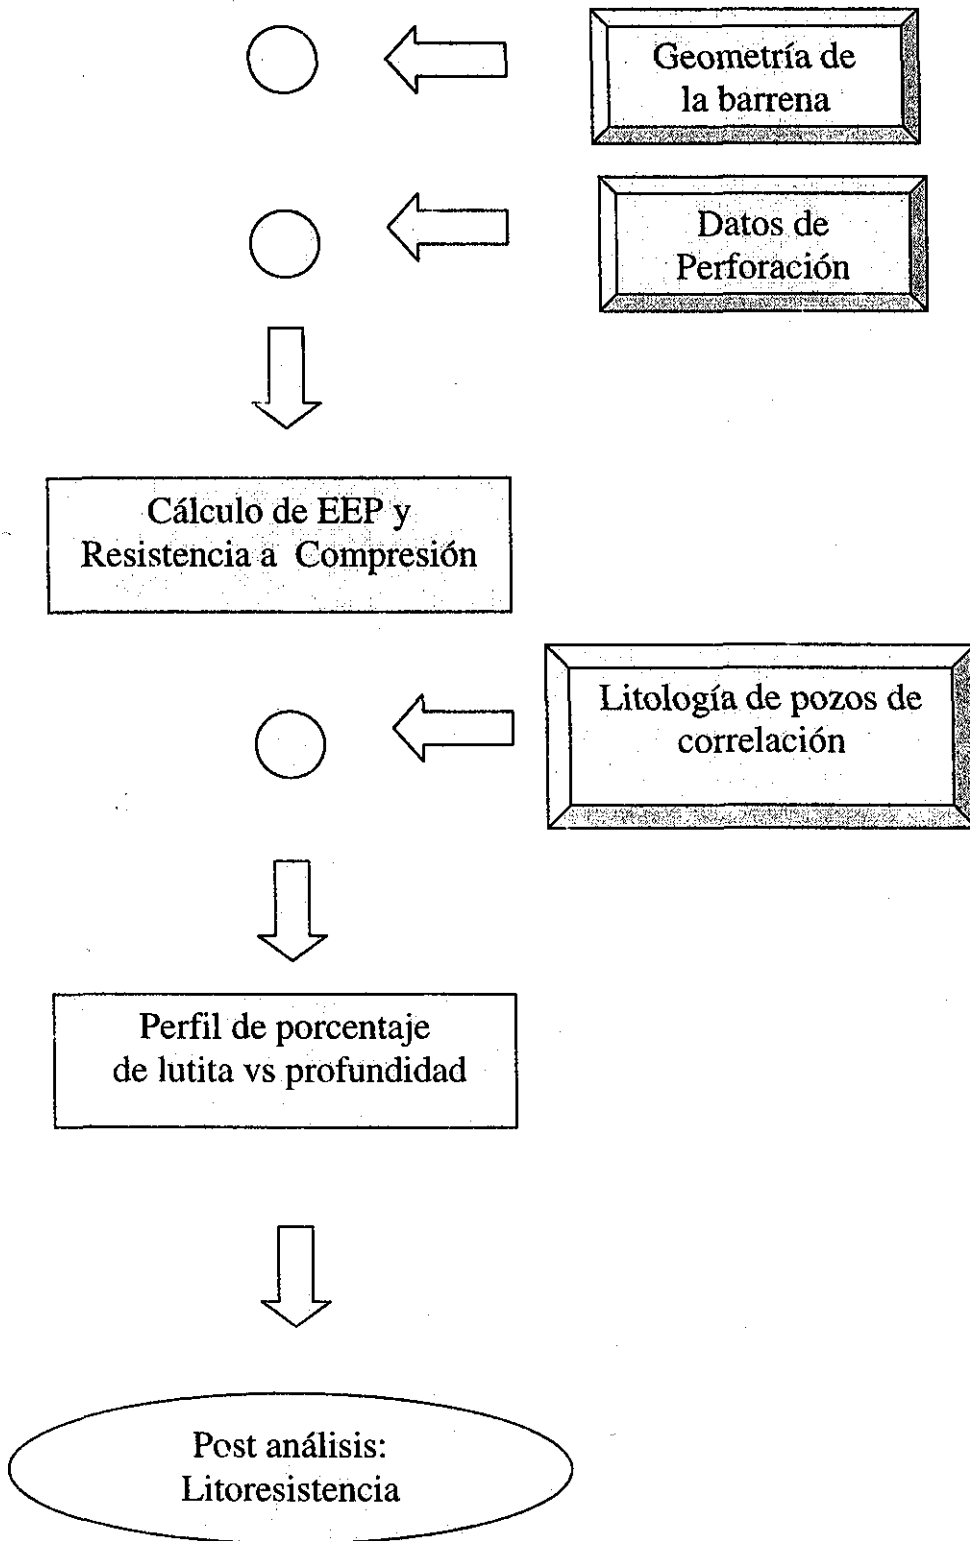 Geometría de
la barrena
Datos de
Perforación
Cálculo de EEP y
Resistencia a Compresión
Litología de pozos de
correlación
Perfil de porcentaje
de lutita vs profundidad
Post análisis:
Litoresistencia